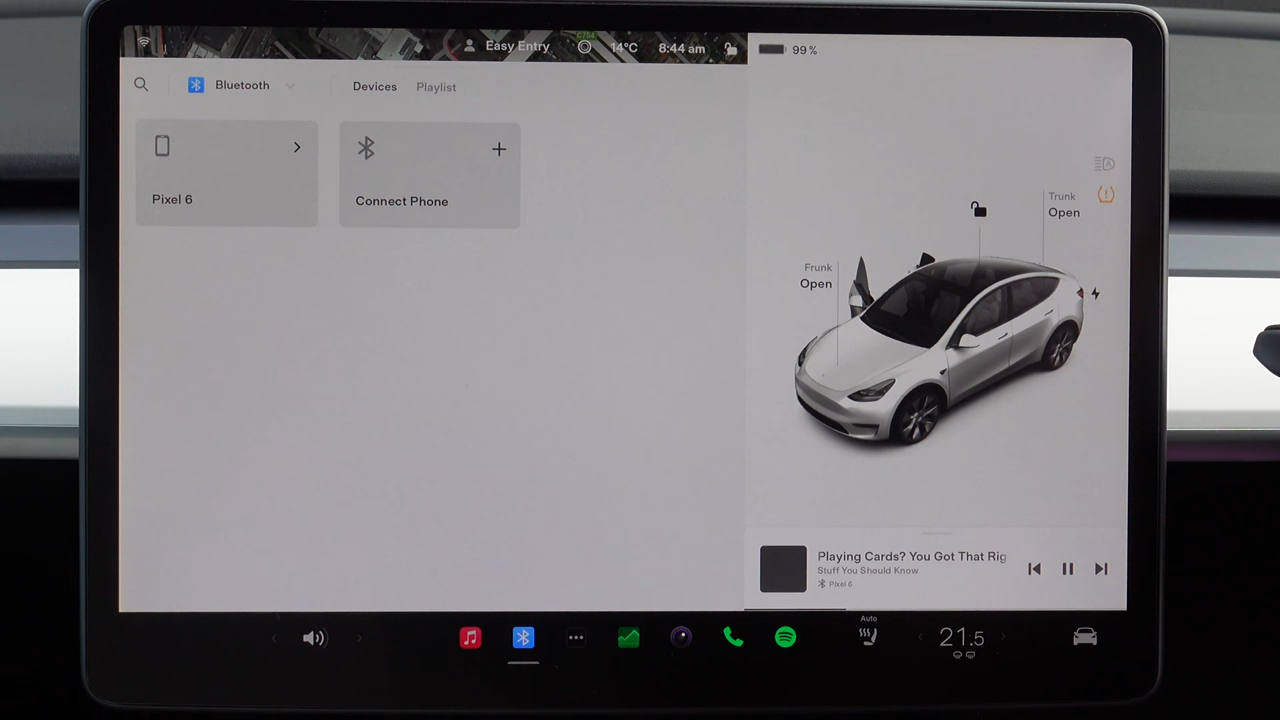 C754
Easy Entry
14°C
8:44 am
99%
Bluetooth
Devices
Playlist
Pixel 6
Connect Phone
Trunk
Open
Frunk
Open
Playing Cards? You Got That Rig
Stuff You Should Know
Pixel 6
Auto
21.5